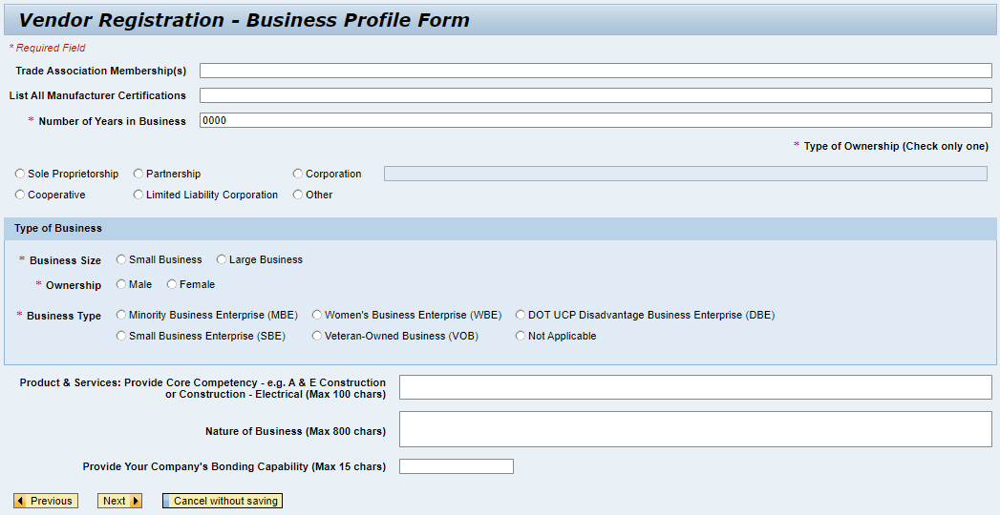 Vendor Registration - Business Profile Form
* Required Field
Trade Association Membership(s)
List All Manufacturer Certifications
* Number of Years in Business 0000
* Type of Ownership (Check only one)
Sole Proprietorship Partnership Corporation
Cooperative Limited Liability Corporation Other
Type of Business
* Business Size Small Business Large Business
* Ownership Male Female
* Business Type Minority Business Enterprise (MBE) Women's Business Enterprise (WBE) DOT UCP Disadvantage Business Enterprise (DBE)
Small Business Enterprise (SBE) Veteran-Owned Business (VOB) Not Applicable
Product & Services: Provide Core Competency - e.g. A & E Construction
or Construction - Electrical (Max 100 chars)
Nature of Business (Max 800 chars)
Provide Your Company's Bonding Capability (Max 15 chars)
Previous Next Cancel without saving